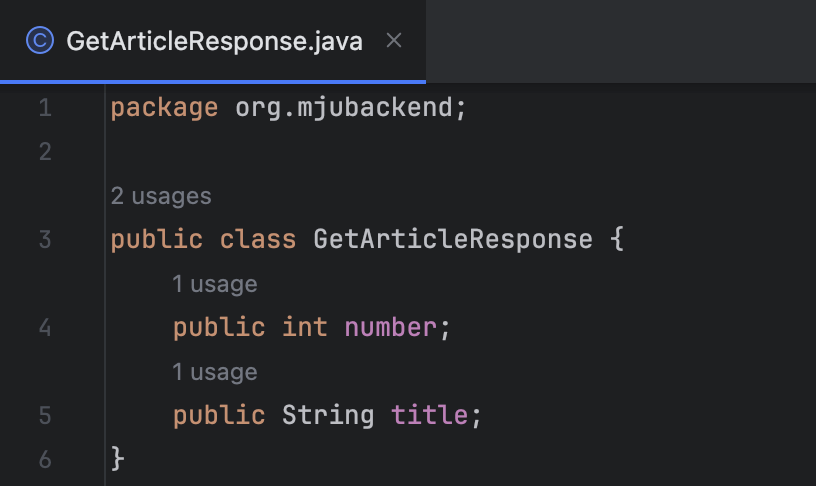 GetArticleResponse.java
1 package org.mjubackend;
2
2 usages
3 public class GetArticleResponse {
1 usage
4 public int number;
1 usage
5 public String title;
6 }